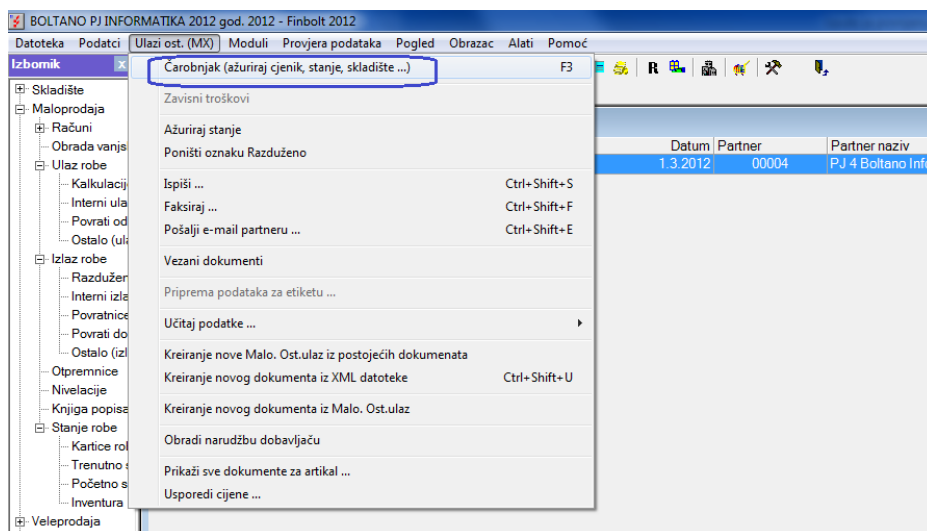 BOLTANO PJ INFORMATIKA 2012 god. 2012 - Finbolt 2012
Datoteka Podatci Ulazi ost. (MX) Moduli Provjera podataka Pogled Obrazac Alati Pomoć
Izbornik x
Čarobnjak (ažuriraj cjenik, stanje, skladište ...) F3
R
Skladište
Zavisni troškovi
Maloprodaja
Računi
Ažuriraj stanje
Obrada vanjs
Poništi oznaku Razduženo
Datum Partner Partner naziv
Ulaz robe
1.3.2012 00004 PJ 4 Boltano Inf
Kalkulacij
Ispiši ... Ctrl+Shift+S
Interni ula
Faksiraj ... Ctrl+Shift+F
Povrati od
Pošalji e-mail partneru ... Ctrl+Shift+E
Ostalo (ula
Izlaz robe
Vezani dokumenti
Razdužen
Interni izla
Priprema podataka za etiketu ...
Povratnice
Učitaj podatke ...
Povrati do
Ostalo (izl
Kreiranje nove Malo. Ost.ulaz iz postojećih dokumenata
Otpremnice
Kreiranje novog dokumenta iz XML datoteke Ctrl+Shift+U
Nivelacije
Knjiga popisa
Kreiranje novog dokumenta iz Malo. Ost.ulaz
Stanje robe
Obradi narudžbu dobavljaču
Kartice rol
Trenutno s
Prikaži sve dokumente za artikal ...
Početno s
Usporedi cijene ...
Inventura
Veleprodaja